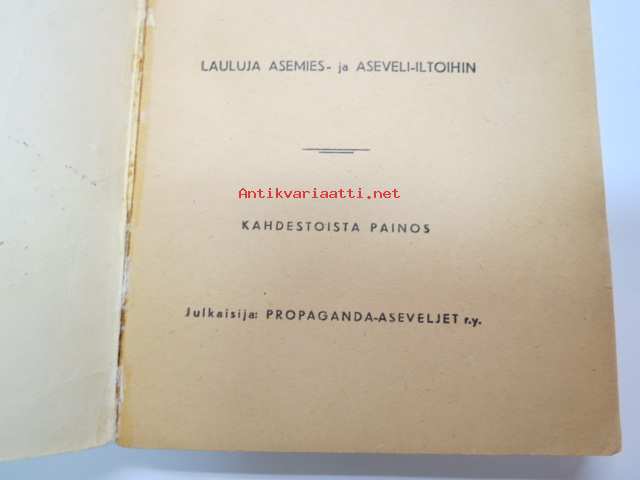 LAULUJA ASEMIES- ja ASEVELI-ILTOIHIN
Antikvariaatti.net
KAHDESTOISTA PAINOS
Julkaisija: PROPAGANDA-ASEVELJET r.y.